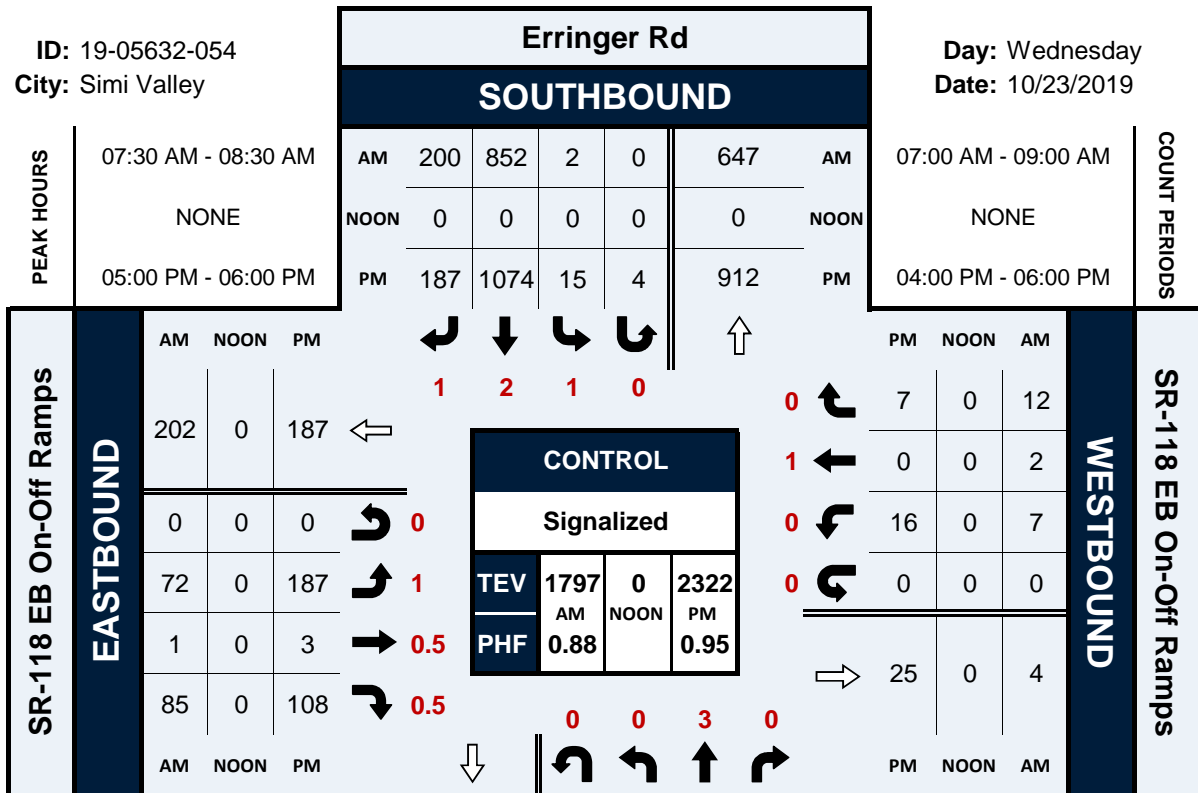 ID: 19-05632-054
City: Simi Valley
Erringer Rd
SOUTHBOUND
Day: Wednesday
Date: 10/23/2019
PEAK HOURS
07:30 AM - 08:30 AM
NONE
05:00 PM - 06:00 PM
AM 200 852 2 0 647 AM
NOON 0 0 0 0 0 NOON
PM 187 1074 15 4 912 PM
07:00 AM - 09:00 AM
NONE
04:00 PM - 06:00 PM
COUNT PERIODS
1 2 1 0
SR-118 EB On-Off Ramps
EASTBOUND
AM NOON PM
202 0 187
0 0 0 0
72 0 187 1
1 0 3 0.5
85 0 108 0.5
AM NOON PM
CONTROL
Signalized
TEV 1797 0 2322
AM NOON PM
PHF 0.88 0.95
PM NOON AM
0 7 0 12
1 0 0 2
0 16 0 7
0 0 0 0
25 0 4
PM NOON AM
WESTBOUND
SR-118 EB On-Off Ramps
0 0 3 0